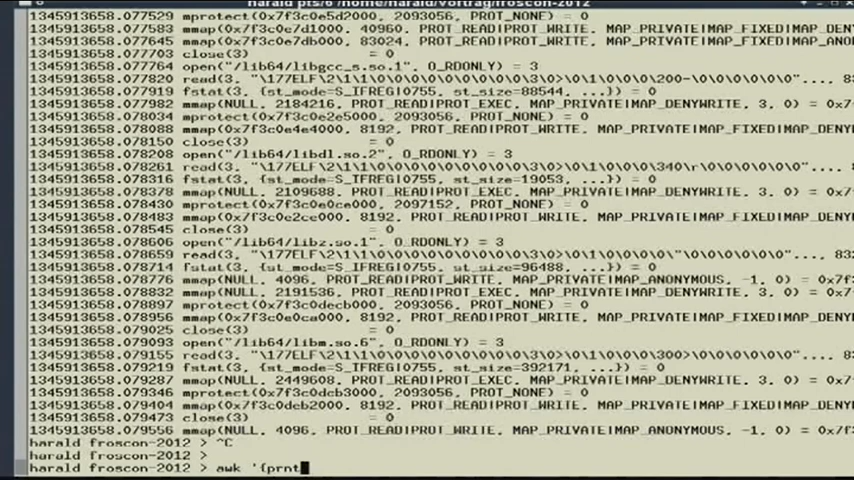 harald pts/6 /home/harald/vortrag/froscon-2012
1345913658.077529 mprotect(0x7f3c0e5d2000, 2093056, PROT_NONE) = 0
1345913658.077583 mmap(0x7f3c0e7d1000, 40960, PROT_READ|PROT_WRITE, MAP_PRIVATE|MAP_FIXED|MAP_DEN
1345913658.077645 mmap(0x7f3c0e7db000, 83024, PROT_READ|PROT_WRITE, MAP_PRIVATE|MAP_FIXED|MAP_ANO
1345913658.077703 close(3) = 0
1345913658.077764 open("/lib64/libgcc_s.so.1", O_RDONLY) = 3
1345913658.077820 read(3, "\177ELF\2\1\1\0\0\0\0\0\0\0\0\0\3\0>\0\1\0\0\0\200-\0\0\0\0\0\0"..., 83
1345913658.077919 fstat(3, {st_mode=S_IFREG|0755, st_size=88544, ...}) = 0
1345913658.077982 mmap(NULL, 2184216, PROT_READ|PROT_EXEC, MAP_PRIVATE|MAP_DENYWRITE, 3, 0) = 0x7
1345913658.078034 mprotect(0x7f3c0e2e5000, 2093056, PROT_NONE) = 0
1345913658.078088 mmap(0x7f3c0e4e4000, 8192, PROT_READ|PROT_WRITE, MAP_PRIVATE|MAP_FIXED|MAP_DENY
1345913658.078150 close(3) = 0
1345913658.078208 open("/lib64/libdl.so.2", O_RDONLY) = 3
1345913658.078261 read(3, "\177ELF\2\1\1\0\0\0\0\0\0\0\0\0\3\0>\0\1\0\0\0\340\r\0\0\0\0\0\0"..., 8
1345913658.078316 fstat(3, {st_mode=S_IFREG|0755, st_size=19053, ...}) = 0
1345913658.078378 mmap(NULL, 2109688, PROT_READ|PROT_EXEC, MAP_PRIVATE|MAP_DENYWRITE, 3, 0) = 0x7
1345913658.078430 mprotect(0x7f3c0e0ce000, 2097152, PROT_NONE) = 0
1345913658.078483 mmap(0x7f3c0e2ce000, 8192, PROT_READ|PROT_WRITE, MAP_PRIVATE|MAP_FIXED|MAP_DENY
1345913658.078545 close(3) = 0
1345913658.078606 open("/lib64/libz.so.1", O_RDONLY) = 3
1345913658.078659 read(3, "\177ELF\2\1\1\0\0\0\0\0\0\0\0\0\3\0>\0\1\0\0\0\"\0\0\0\0\0\0"..., 832
1345913658.078714 fstat(3, {st_mode=S_IFREG|0755, st_size=96488, ...}) = 0
1345913658.078776 mmap(NULL, 4096, PROT_READ|PROT_WRITE, MAP_PRIVATE|MAP_ANONYMOUS, -1, 0) = 0x7f3
1345913658.078832 mmap(NULL, 2191536, PROT_READ|PROT_EXEC, MAP_PRIVATE|MAP_DENYWRITE, 3, 0) = 0x7
1345913658.078897 mprotect(0x7f3c0decb000, 2093056, PROT_NONE) = 0
1345913658.078956 mmap(0x7f3c0e0ca000, 8192, PROT_READ|PROT_WRITE, MAP_PRIVATE|MAP_FIXED|MAP_DENY
1345913658.079025 close(3) = 0
1345913658.079093 open("/lib64/libm.so.6", O_RDONLY) = 3
1345913658.079155 read(3, "\177ELF\2\1\1\0\0\0\0\0\0\0\0\0\3\0>\0\1\0\0\0\300>\0\0\0\0\0\0"..., 83
1345913658.079219 fstat(3, {st_mode=S_IFREG|0755, st_size=392171, ...}) = 0
1345913658.079287 mmap(NULL, 2449608, PROT_READ|PROT_EXEC, MAP_PRIVATE|MAP_DENYWRITE, 3, 0) = 0x7
1345913658.079346 mprotect(0x7f3c0dcb3000, 2093056, PROT_NONE) = 0
1345913658.079404 mmap(0x7f3c0deb2000, 8192, PROT_READ|PROT_WRITE, MAP_PRIVATE|MAP_FIXED|MAP_DENY
1345913658.079473 close(3) = 0
1345913658.079556 mmap(NULL, 4096, PROT_READ|PROT_WRITE, MAP_PRIVATE|MAP_ANONYMOUS, -1, 0) = 0x7f3
harald froscon-2012 > ^C
harald froscon-2012 >
harald froscon-2012 > awk '{prnt